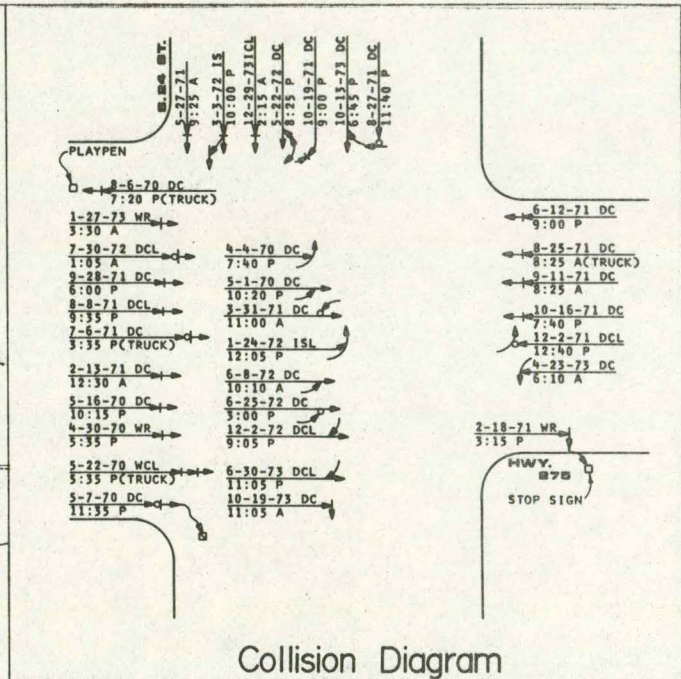 S.24 ST.
5-27-71
9:25 A
3-3-72 IS
10:00 P
12-29-73ICL
2:15 A
5-22-72 DC
8:25 P
10-19-71 DC
9:00 P
10-13-73 DC
6:45 P
8-27-71 DC
11:40 P
PLAYPEN
8-6-70 DC
7:20 P(TRUCK)
1-27-73 WR
3:30 A
7-30-72 DCL
1:05 A
9-28-71 DC
6:00 P
8-8-71 DCL
9:35 P
7-6-71 DC
3:35 P(TRUCK)
2-13-71 DC
12:30 A
5-16-70 DC
10:15 P
4-30-70 WR
5:35 P
5-22-70 WCL
5:35 P(TRUCK)
5-7-70 DC
11:35 P
4-4-70 DC
7:40 P
5-1-70 DC
10:20 P
3-31-71 DC
11:00 A
1-24-72 ISL
12:05 P
6-8-72 DC
10:10 A
6-25-72 DC
3:00 P
12-2-72 DCL
9:05 P
6-30-73 DCL
11:05 P
10-19-73 DC
11:05 A
6-12-71 DC
9:00 P
8-25-71 DC
8:25 A(TRUCK)
9-11-71 DC
8:25 A
10-16-71 DC
7:40 P
12-2-71 DCL
12:40 P
4-23-73 DC
6:10 A
2-18-71 WR
3:15 P
HWY.
275
STOP SIGN
Collision Diagram